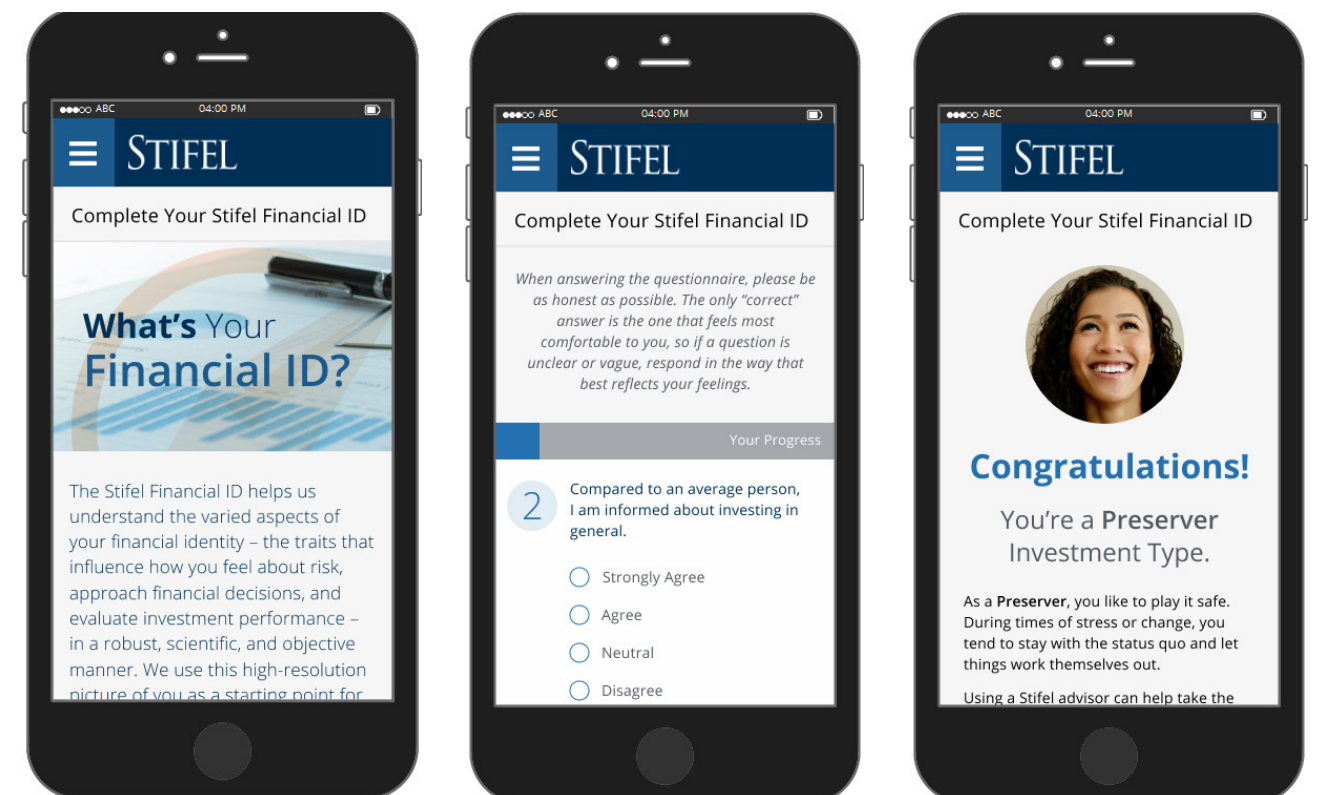 ABC 04:00 PM
STIFEL
Complete Your Stifel Financial ID
What's Your
Financial ID?
The Stifel Financial ID helps us
understand the varied aspects of
your financial identity – the traits that
influence how you feel about risk,
approach financial decisions, and
evaluate investment performance –
in a robust, scientific, and objective
manner. We use this high-resolution
picture of you as a starting point for
ABC 04:00 PM
STIFEL
Complete Your Stifel Financial ID
When answering the questionnaire, please be
as honest as possible. The only "correct"
answer is the one that feels most
comfortable to you, so if a question is
unclear or vague, respond in the way that
best reflects your feelings.
Your Progress
2
Compared to an average person,
I am informed about investing in
general.
Strongly Agree
Agree
Neutral
Disagree
ABC 04:00 PM
STIFEL
Complete Your Stifel Financial ID
Congratulations!
You're a Preserver
Investment Type.
As a Preserver, you like to play it safe.
During times of stress or change, you
tend to stay with the status quo and let
things work themselves out.
Using a Stifel advisor can help take the